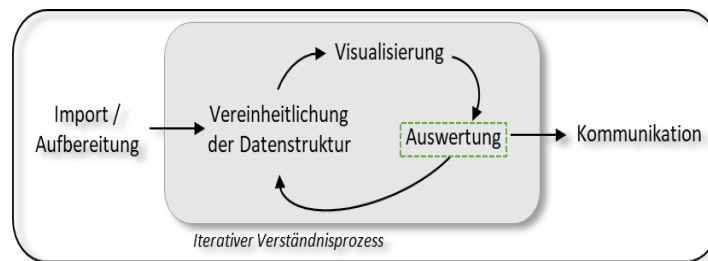 Visualisierung
Import /
Aufbereitung
Vereinheitlichung
der Datenstruktur
Auswertung
Kommunikation
Iterativer Verständnisprozess